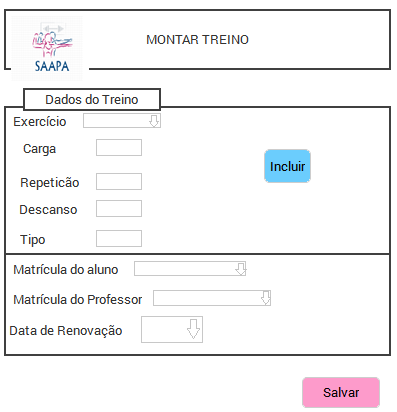 MONTAR TREINO
SAAPA
Dados do Treino
Exercício
Carga
Incluir
Repeticão
Descanso
Tipo
Matrícula do aluno
Matrícula do Professor
Data de Renovação
Salvar